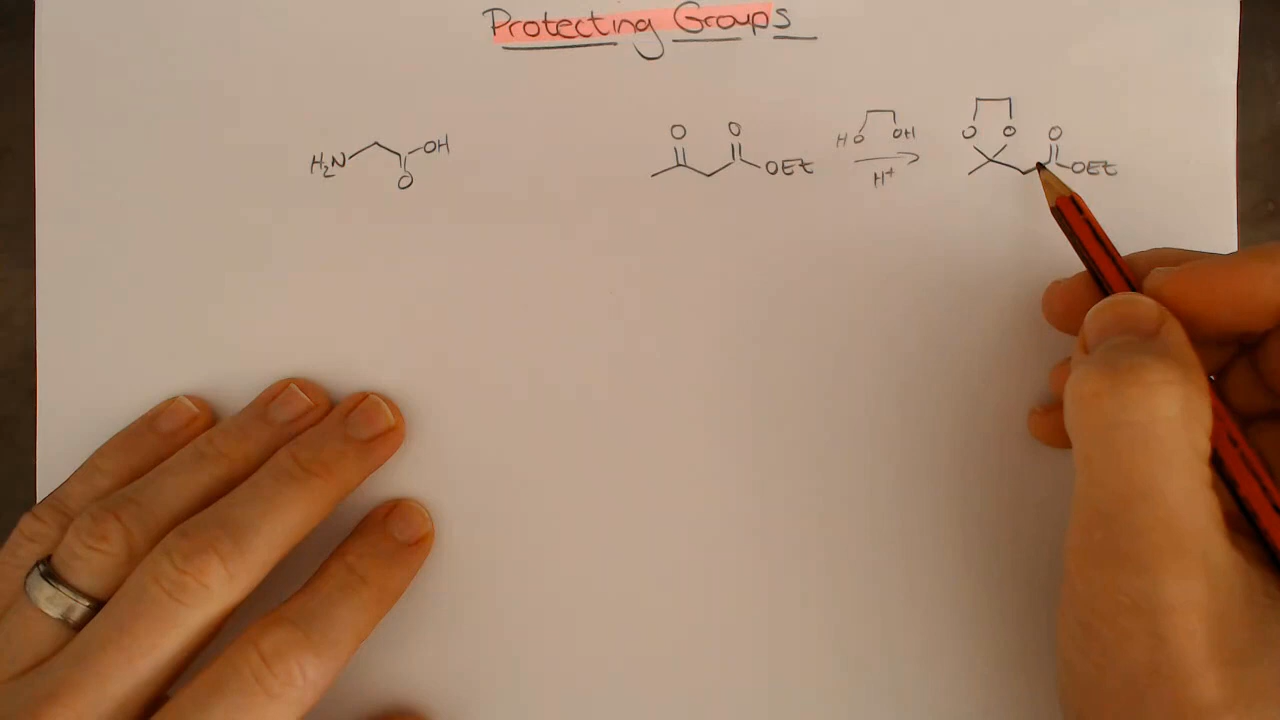 Protecting Groups
H₂N OH O
O O OEt
HO OH
H⁺
O O O OEt